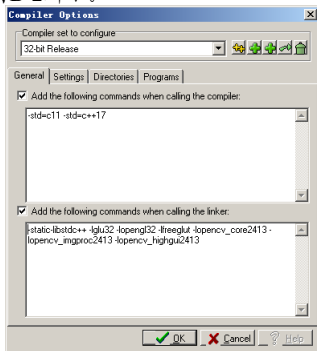 Compiler Options
Compiler set to configure
32-bit Release
General Settings Directories Programs
Add the following commands when calling the compiler:
-std=c11 -std=c++17
Add the following commands when calling the linker:
-static-libstdc++ -lglu32 -lopengl32 -lfreeglut -lopencv_core2413 -
lopencv_imgproc2413 -lopencv_highgui2413
OK Cancel Help